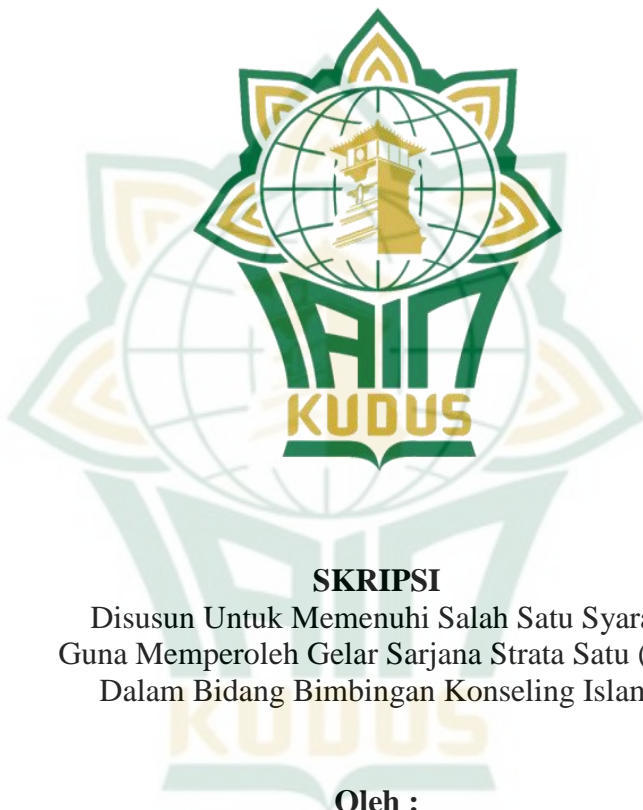 IAIN
KUDUS
SKRIPSI
Disusun Untuk Memenuhi Salah Satu Syara
Guna Memperoleh Gelar Sarjana Strata Satu (
Dalam Bidang Bimbingan Konseling Islam
Oleh :